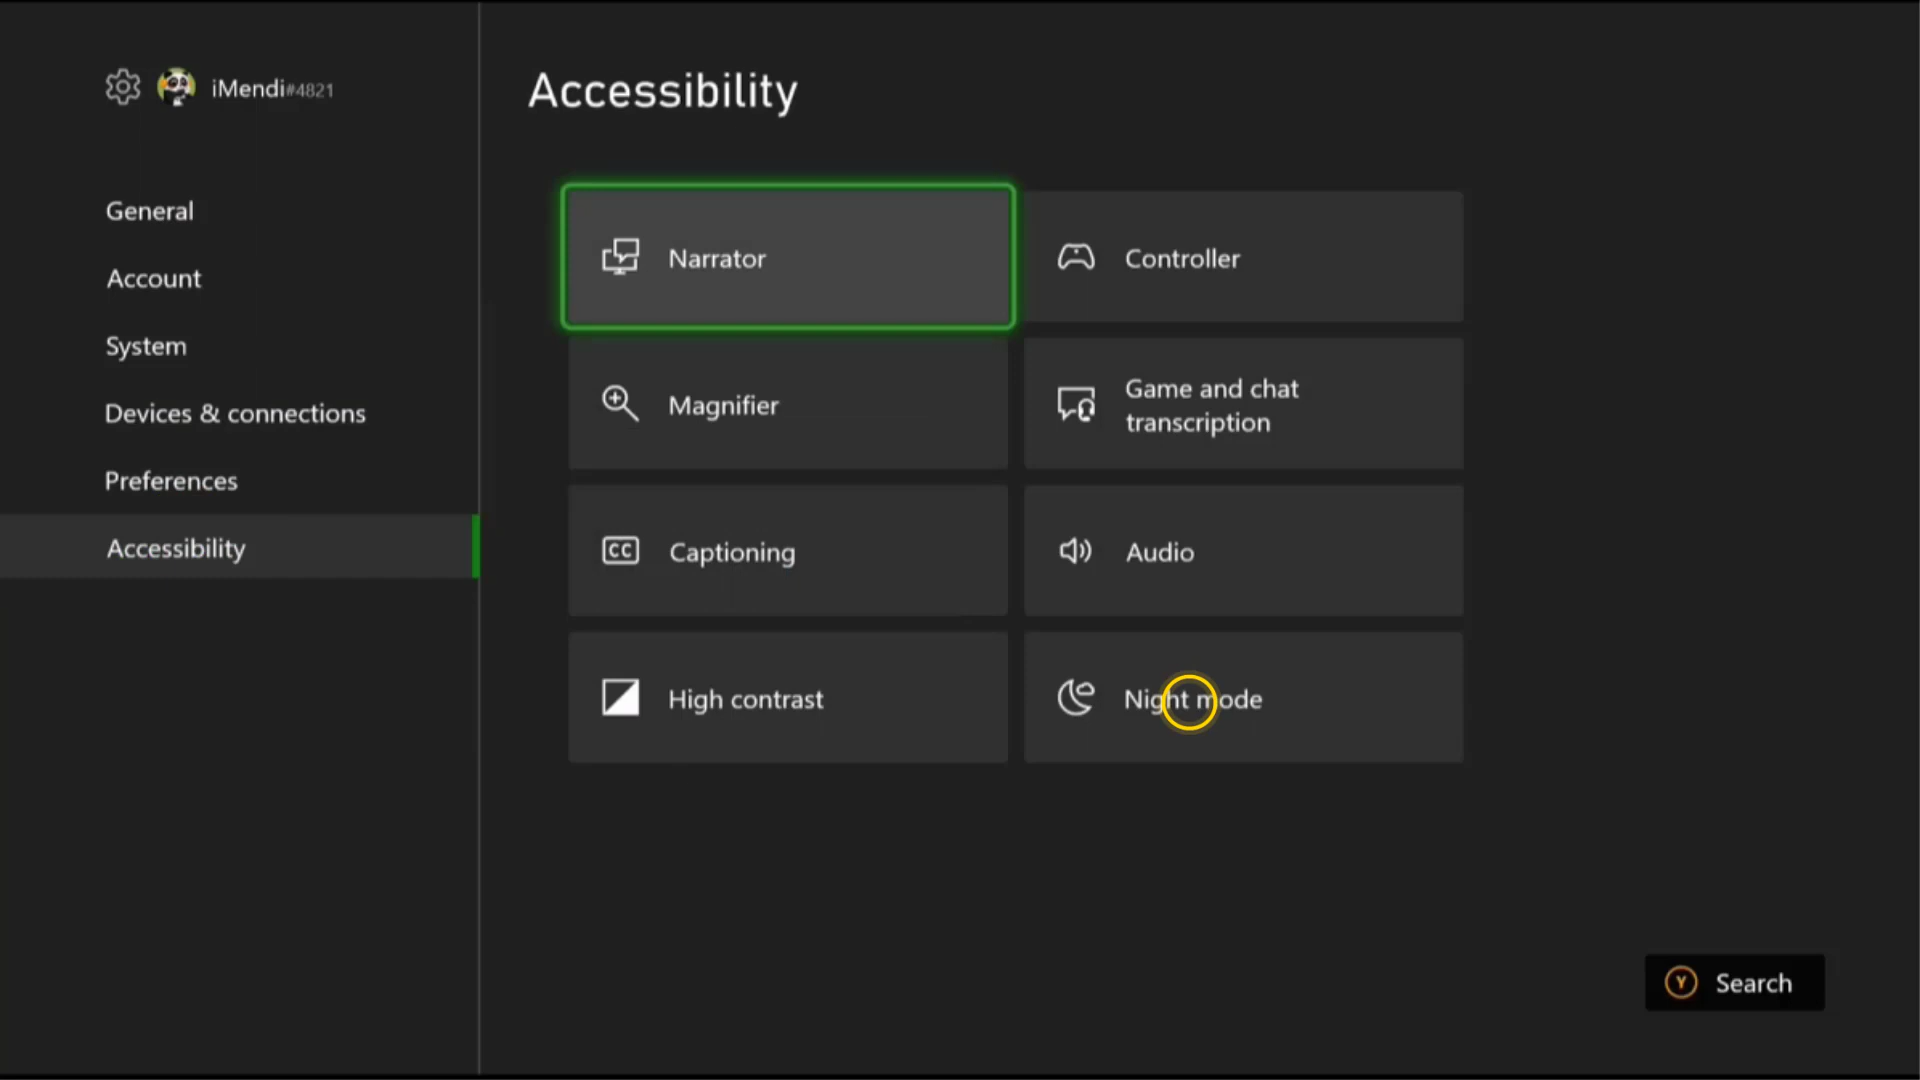 iMendi#4821
General
Account
System
Devices & connections
Preferences
Accessibility
Accessibility
Narrator
Controller
Magnifier
Game and chat
transcription
CC Captioning
Audio
High contrast
Night mode
Y Search